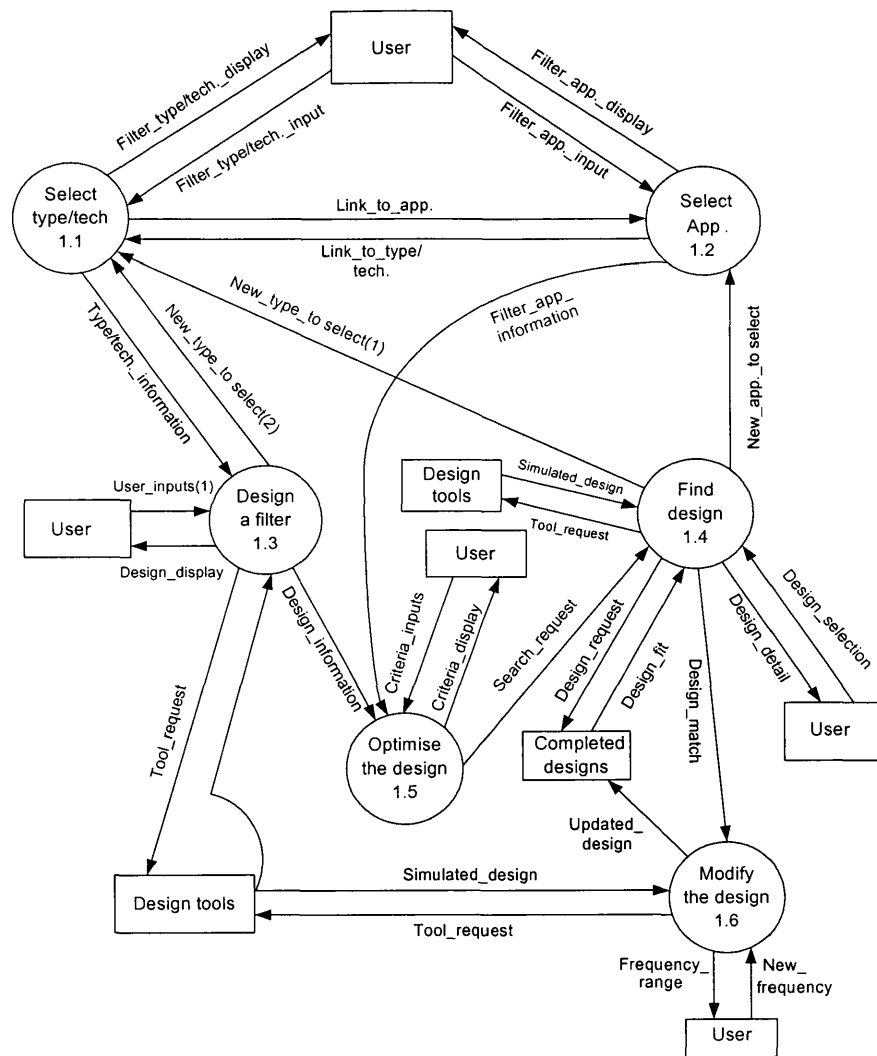 User
Filter_type/tech._display
Filter_type/tech._input
Filter_app._display
Filter_app._input
Select
type/tech
1.1
Link_to_app.
Link_to_type/
tech.
Select
App .
1.2
New_type_to select(1)
Filter_app_
information
New_app._to select
Type/tech._information
New_type_to select(2)
User_inputs(1)
User
Design_display
Design
a filter
1.3
Design
tools
Simulated_design
Tool_request
Find
design
1.4
User
Design_information
Criteria_inputs
Criteria_display
Search_request
Design_request
Design_fit
Design_match
Design_detail
Design_selection
Tool_request
Optimise
the design
1.5
Completed
designs
User
Updated_
design
Design tools
Simulated_design
Tool_request
Modify
the design
1.6
Frequency_
range
New_
frequency
User